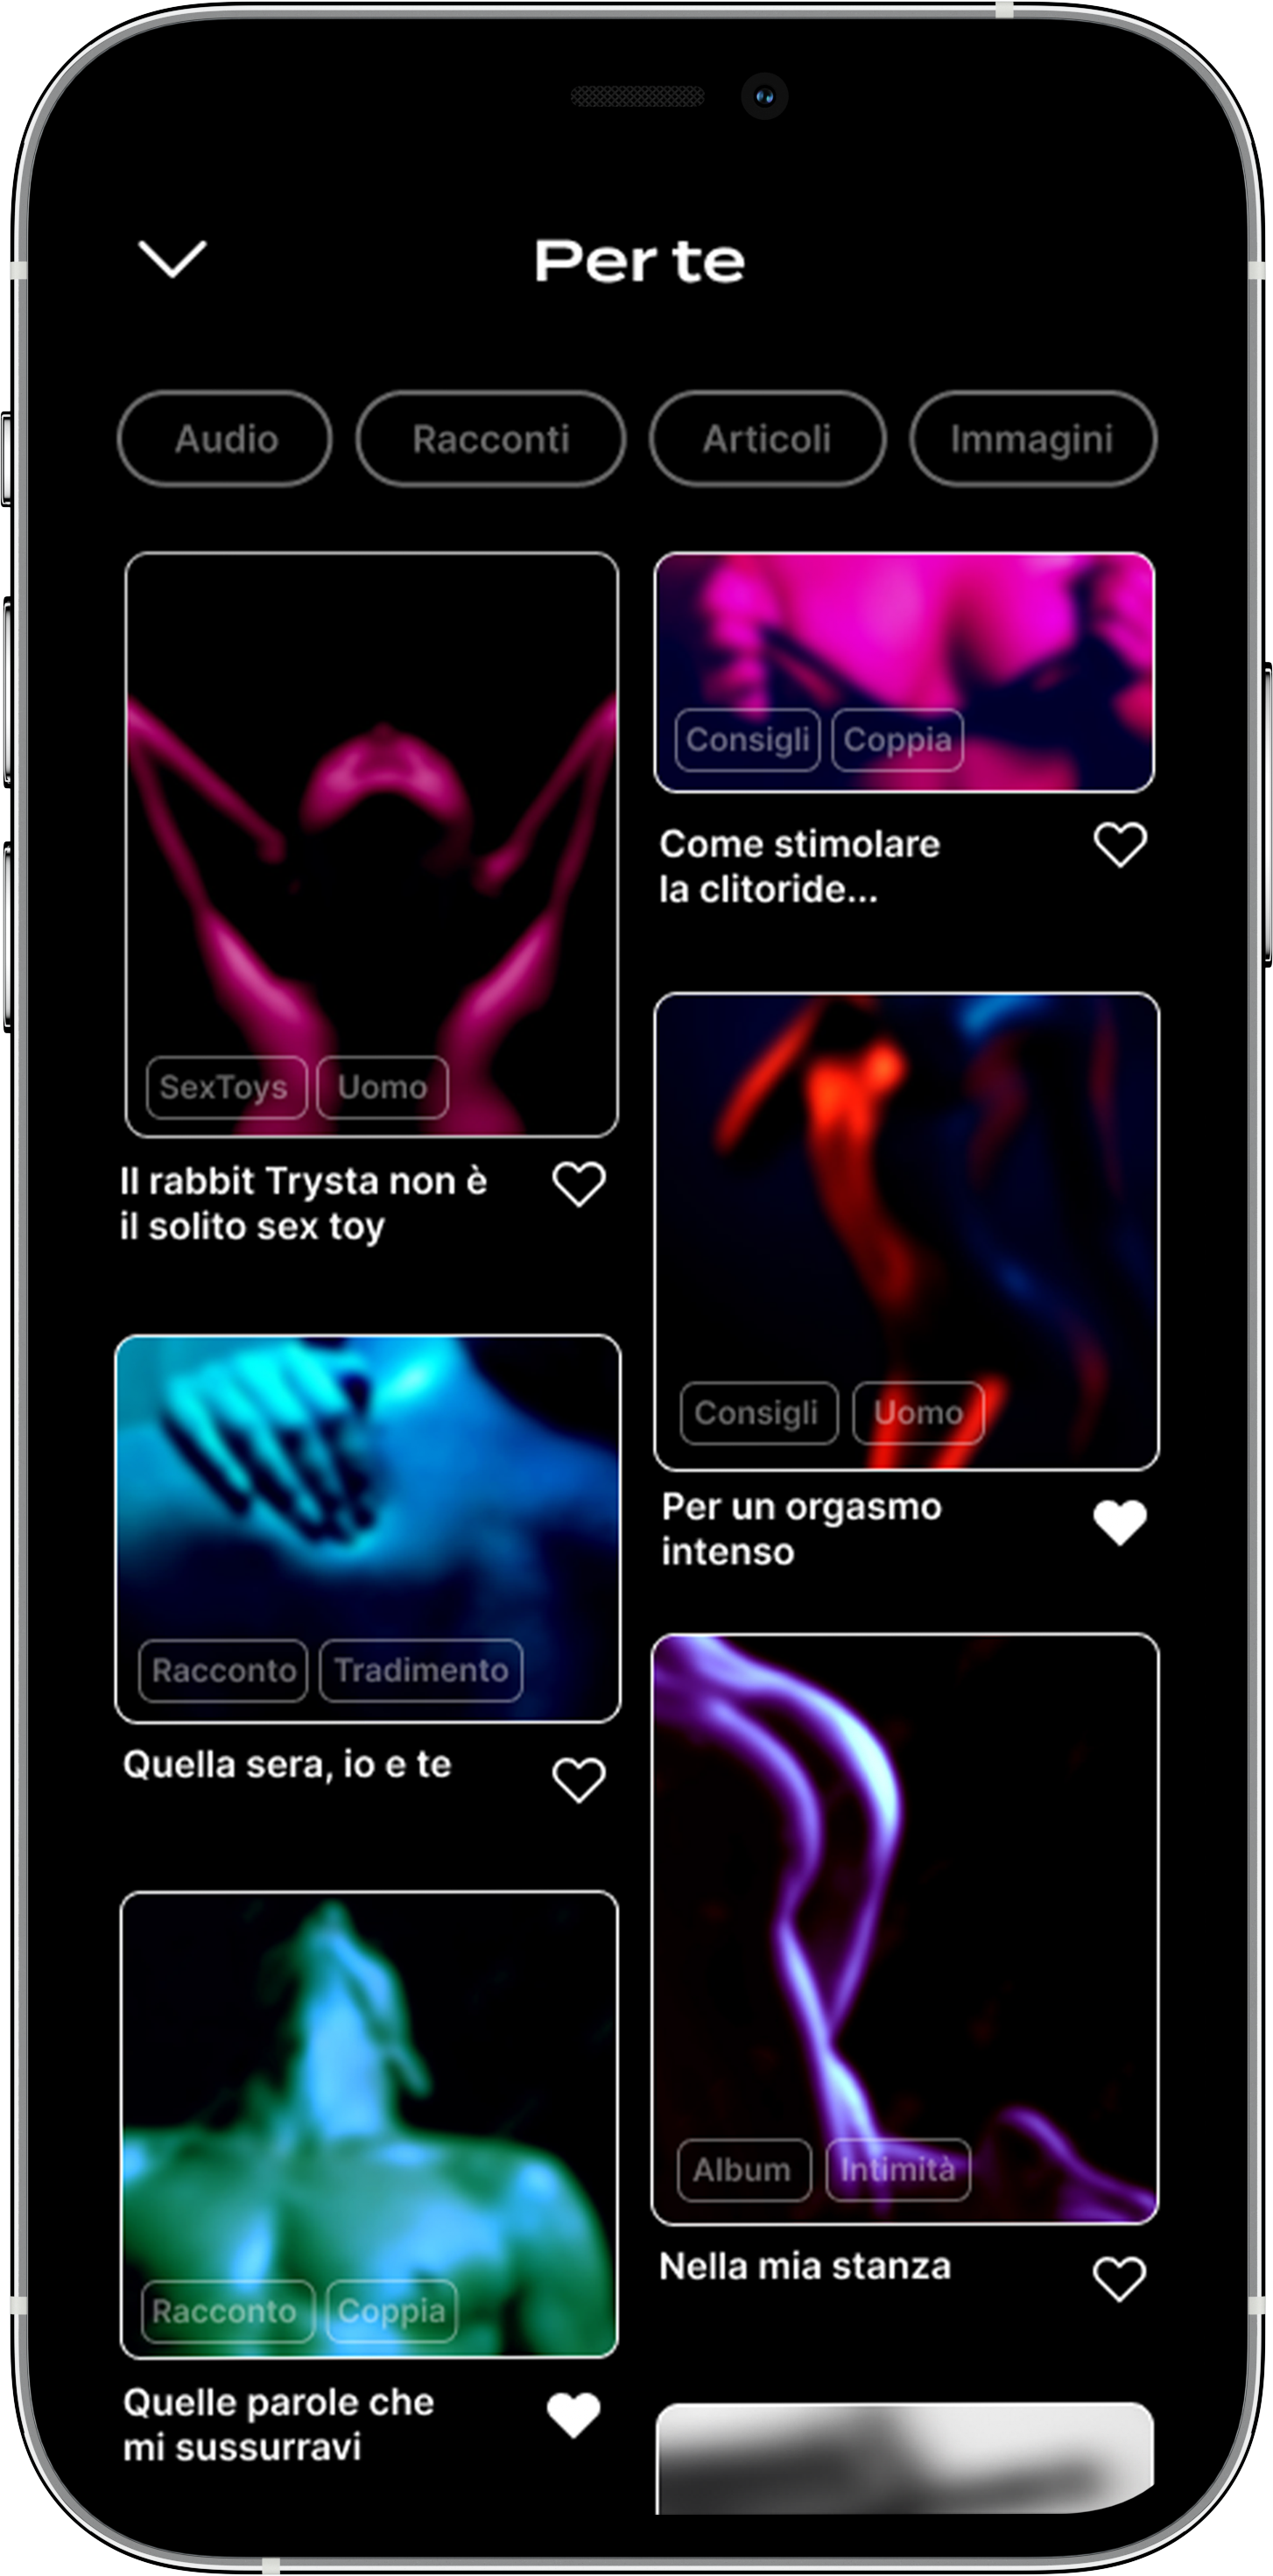 Per te
Audio
Racconti
Articoli
Immagini
SexToys
Uomo
Il rabbit Trysta non è
il solito sex toy
Consigli
Coppia
Come stimolare
la clitoride...
Consigli
Uomo
Per un orgasmo
intenso
Racconto
Tradimento
Quella sera, io e te
Album
Intimità
Nella mia stanza
Racconto
Coppia
Quelle parole che
mi sussurravi